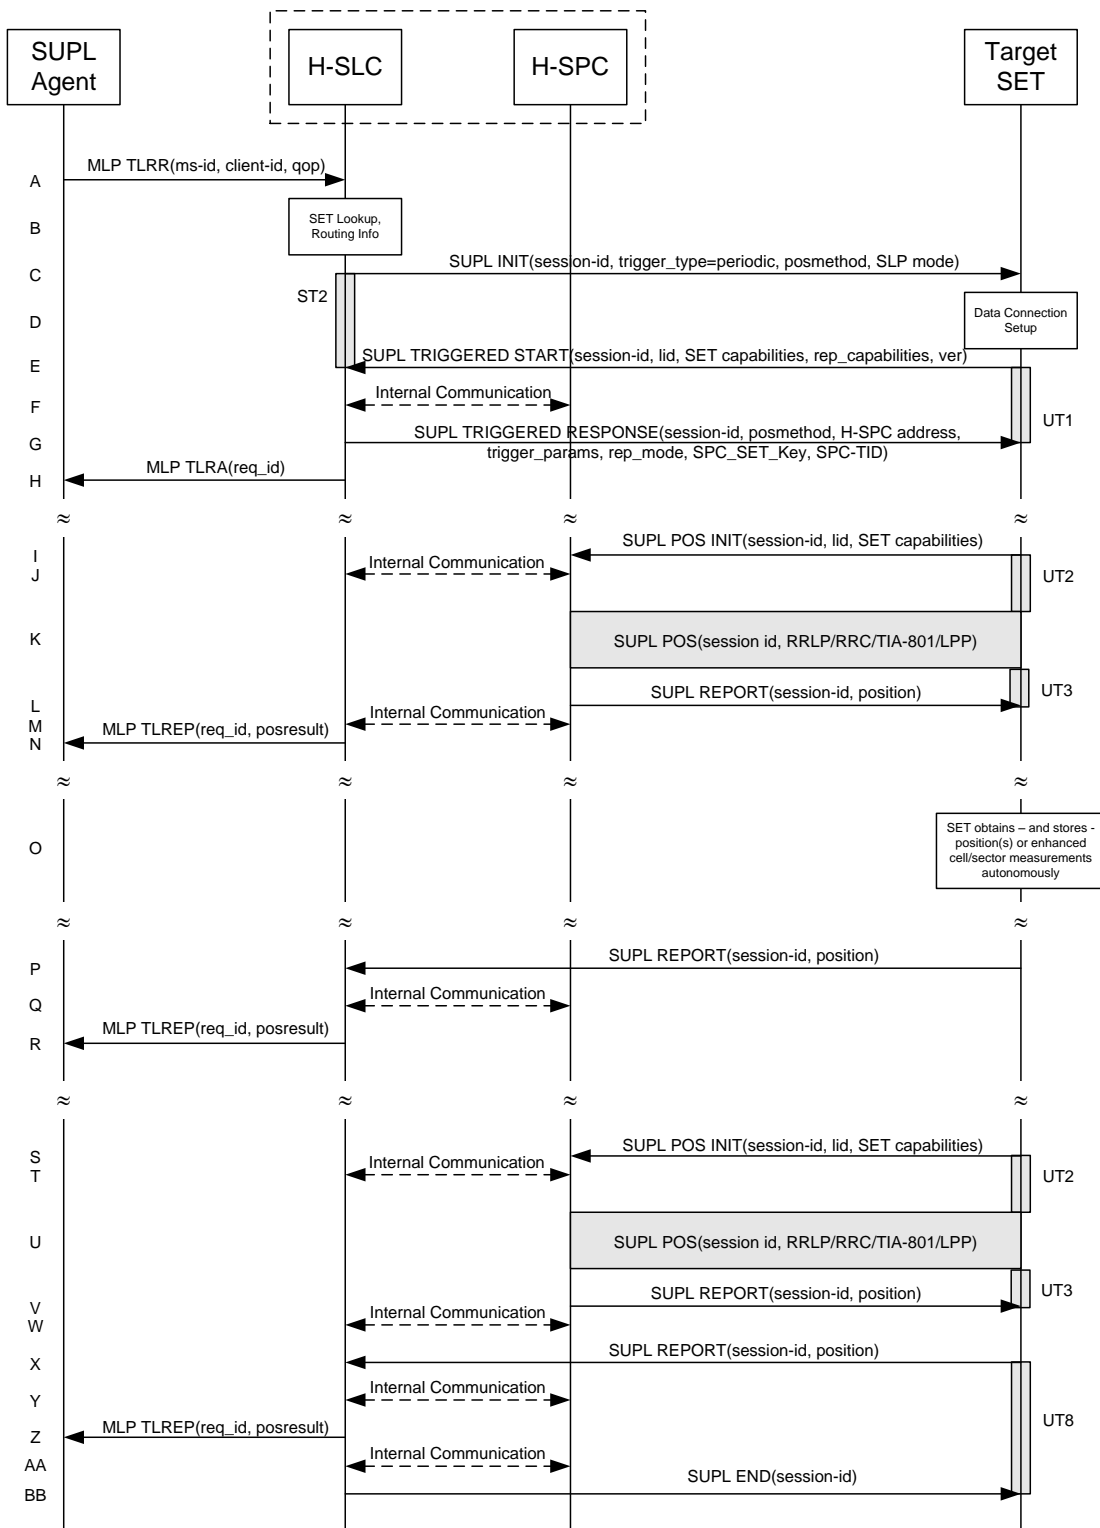 SUPL
Agent
H-SLC
H-SPC
Target
SET
A
MLP TLRR(ms-id, client-id, qop)
B
SET Lookup,
Routing Info
C
SUPL INIT(session-id, trigger_type=periodic, posmethod, SLP mode)
ST2
D
Data Connection
Setup
E
SUPL TRIGGERED START(session-id, lid, SET capabilities, rep_capabilities, ver)
F
Internal Communication
UT1
G
SUPL TRIGGERED RESPONSE(session-id, posmethod, H-SPC address,
trigger_params, rep_mode, SPC_SET_Key, SPC-TID)
H
MLP TLRA(req_id)
≈ ≈ ≈ ≈
I
SUPL POS INIT(session-id, lid, SET capabilities)
J
Internal Communication
UT2
K
SUPL POS(session id, RRLP/RRC/TIA-801/LPP)
L
SUPL REPORT(session-id, position)
UT3
M
Internal Communication
N
MLP TLREP(req_id, posresult)
≈ ≈ ≈ ≈
O
SET obtains – and stores -
position(s) or enhanced
cell/sector measurements
autonomously
≈ ≈ ≈ ≈
P
SUPL REPORT(session-id, position)
Q
Internal Communication
R
MLP TLREP(req_id, posresult)
≈ ≈ ≈ ≈
S
SUPL POS INIT(session-id, lid, SET capabilities)
T
Internal Communication
UT2
U
SUPL POS(session id, RRLP/RRC/TIA-801/LPP)
V
SUPL REPORT(session-id, position)
UT3
W
Internal Communication
X
SUPL REPORT(session-id, position)
Y
Internal Communication
UT8
Z
MLP TLREP(req_id, posresult)
AA
Internal Communication
BB
SUPL END(session-id)